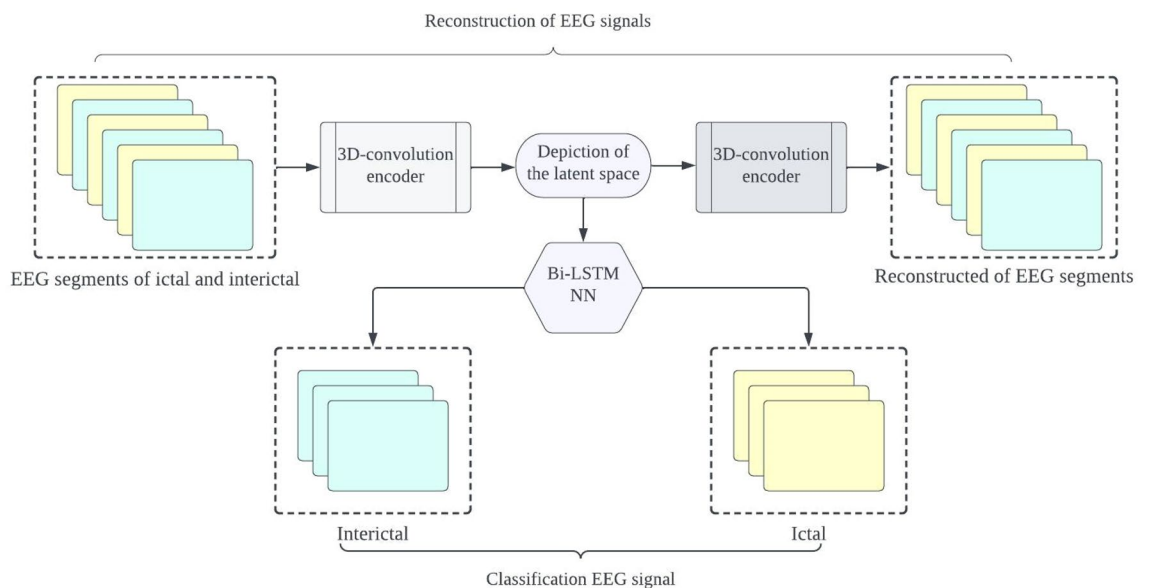 Reconstruction of EEG signals
3D-convolution
encoder
Depiction of
the latent space
3D-convolution
encoder
EEG segments of ictal and interictal
Reconstructed of EEG segments
Bi-LSTM
NN
Interictal
Ictal
Classification EEG signal